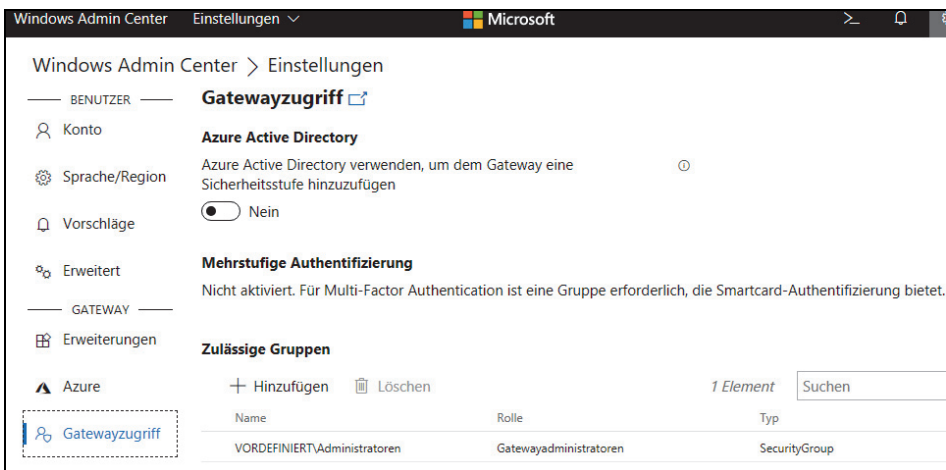 Windows Admin Center Einstellungen Microsoft
Windows Admin Center > Einstellungen
BENUTZER
Konto
Sprache/Region
Vorschläge
Erweitert
GATEWAY
Erweiterungen
Azure
Gatewayzugriff
Gatewayzugriff
Azure Active Directory
Azure Active Directory verwenden, um dem Gateway eine
Sicherheitsstufe hinzuzufügen
Nein
Mehrstufige Authentifizierung
Nicht aktiviert. Für Multi-Factor Authentication ist eine Gruppe erforderlich, die Smartcard-Authentifizierung bietet.
Zulässige Gruppen
Hinzufügen Löschen 1 Element Suchen
Name Rolle Typ
VORDEFINIERT\Administratoren Gatewayadministratoren SecurityGroup